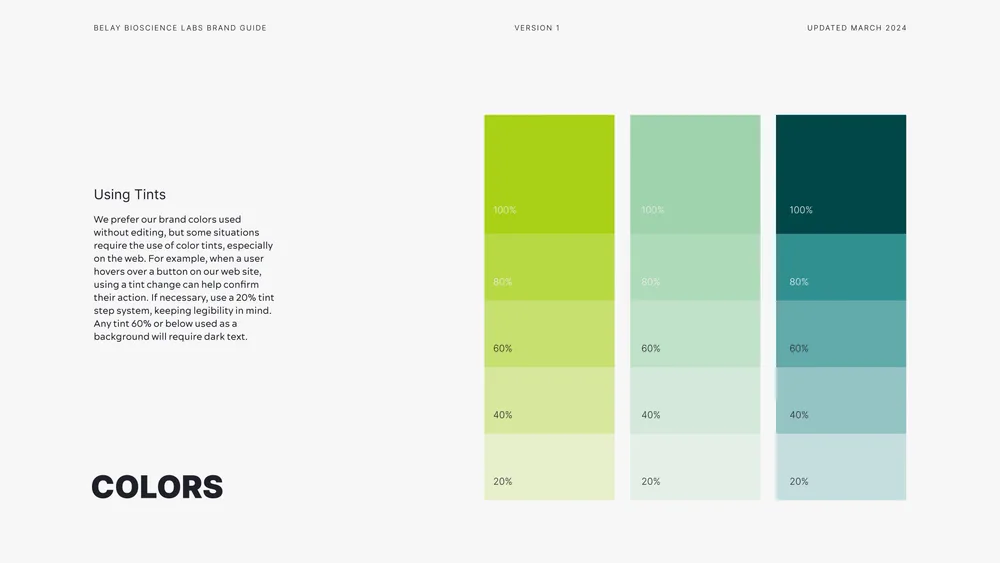 BELAY BIOSCIENCE LABS BRAND GUIDE
VERSION 1
UPDATED MARCH 2024
Using Tints
We prefer our brand colors used
without editing, but some situations
require the use of color tints, especially
on the web. For example, when a user
hovers over a button on our web site,
using a tint change can help confirm
their action. If necessary, use a 20% tint
step system, keeping legibility in mind.
Any tint 60% or below used as a
background will require dark text.
COLORS
100%
80%
60%
40%
20%
100%
80%
60%
40%
20%
100%
80%
60%
40%
20%